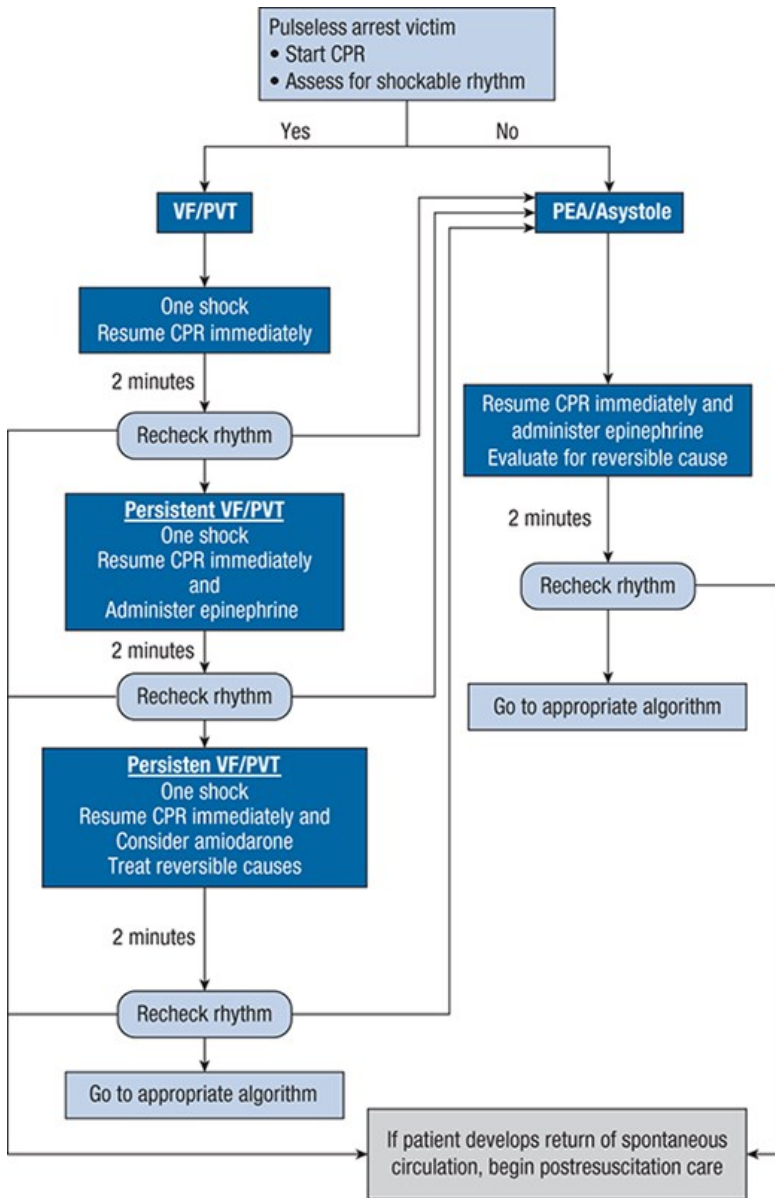 Pulseless arrest victim
• Start CPR
• Assess for shockable rhythm
Yes
No
VF/PVT
PEA/Asystole
One shock
Resume CPR immediately
2 minutes
Recheck rhythm
Persistent VF/PVT
One shock
Resume CPR immediately
and
Administer epinephrine
2 minutes
Recheck rhythm
Persisten VF/PVT
One shock
Resume CPR immediately and
Consider amiodarone
Treat reversible causes
2 minutes
Recheck rhythm
Go to appropriate algorithm
Resume CPR immediately and
administer epinephrine
Evaluate for reversible cause
2 minutes
Recheck rhythm
Go to appropriate algorithm
If patient develops return of spontaneous
circulation, begin postresuscitation care